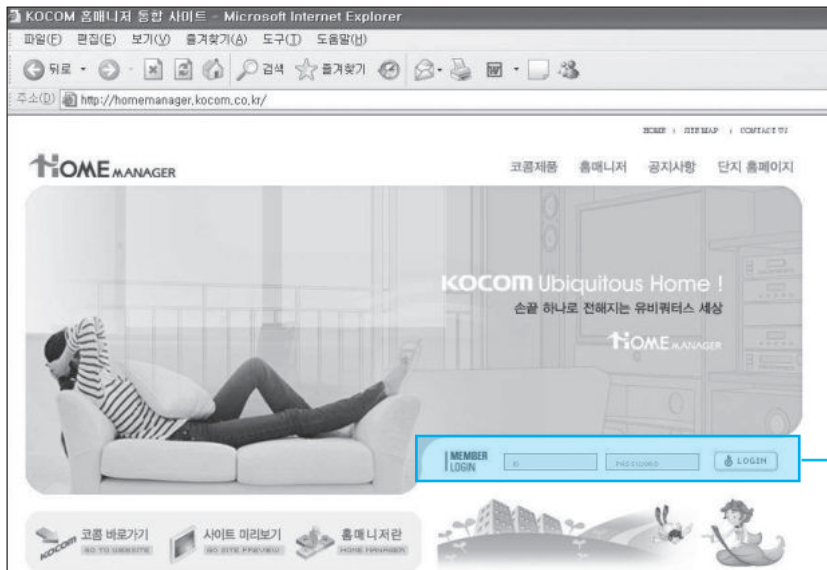 KOCOM 홈매니저 통합 사이트 - Microsoft Internet Explorer
파일(F) 편집(E) 보기(V) 즐겨찾기(A) 도구(T) 도움말(H)
뒤로 검색 즐겨찾기
주소(D) http://homemanager.kocom.co.kr/
HOME | SITEMAP | CONTACT US
HOME MANAGER 코콤제품 홈매니저 공지사항 단지 홈페이지
KOCOM Ubiquitous Home !
손끝 하나로 전해지는 유비쿼터스 세상
HOME MANAGER
MEMBER
LOGIN ID PASSWORD LOGIN
코콤 바로가기 사이트 미리보기 홈매니저란
KOCOM GO TO WEBSITE GO SITE PREVIEW HOME MANAGER